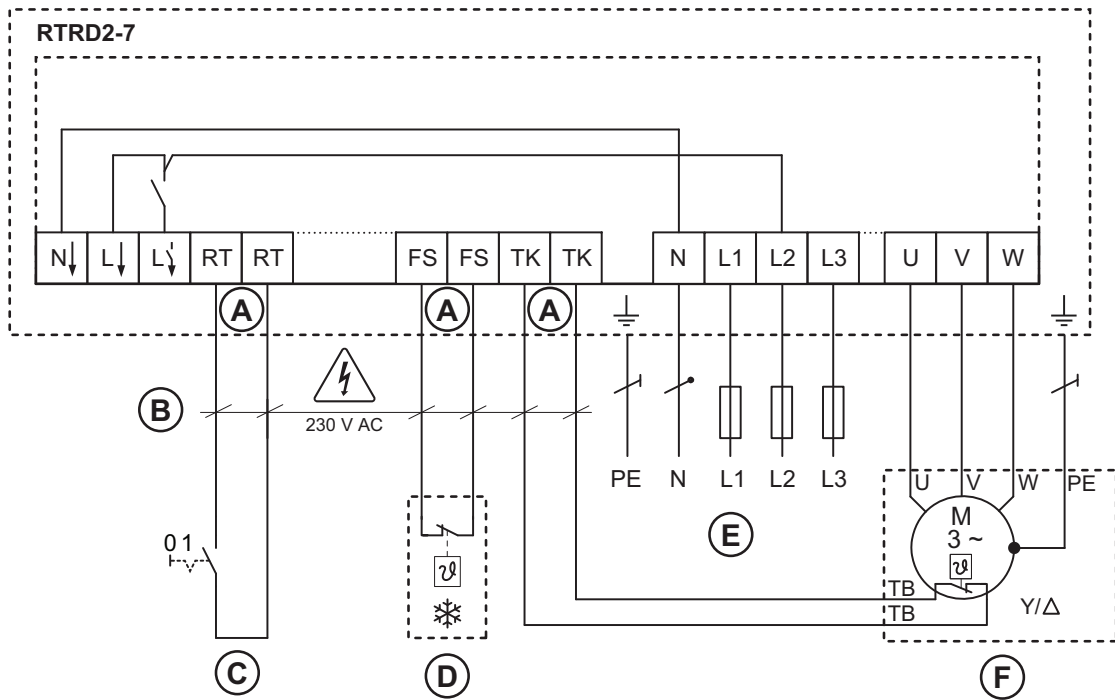 RTRD2-7
N L L RT RT FS FS TK TK N L1 L2 L3 U V W
A A A
B
230 V AC
PE N L1 L2 L3
U V W PE
E
M
3 ~
ϑ
0 1
ϑ
TB
TB
Y/△
C D F